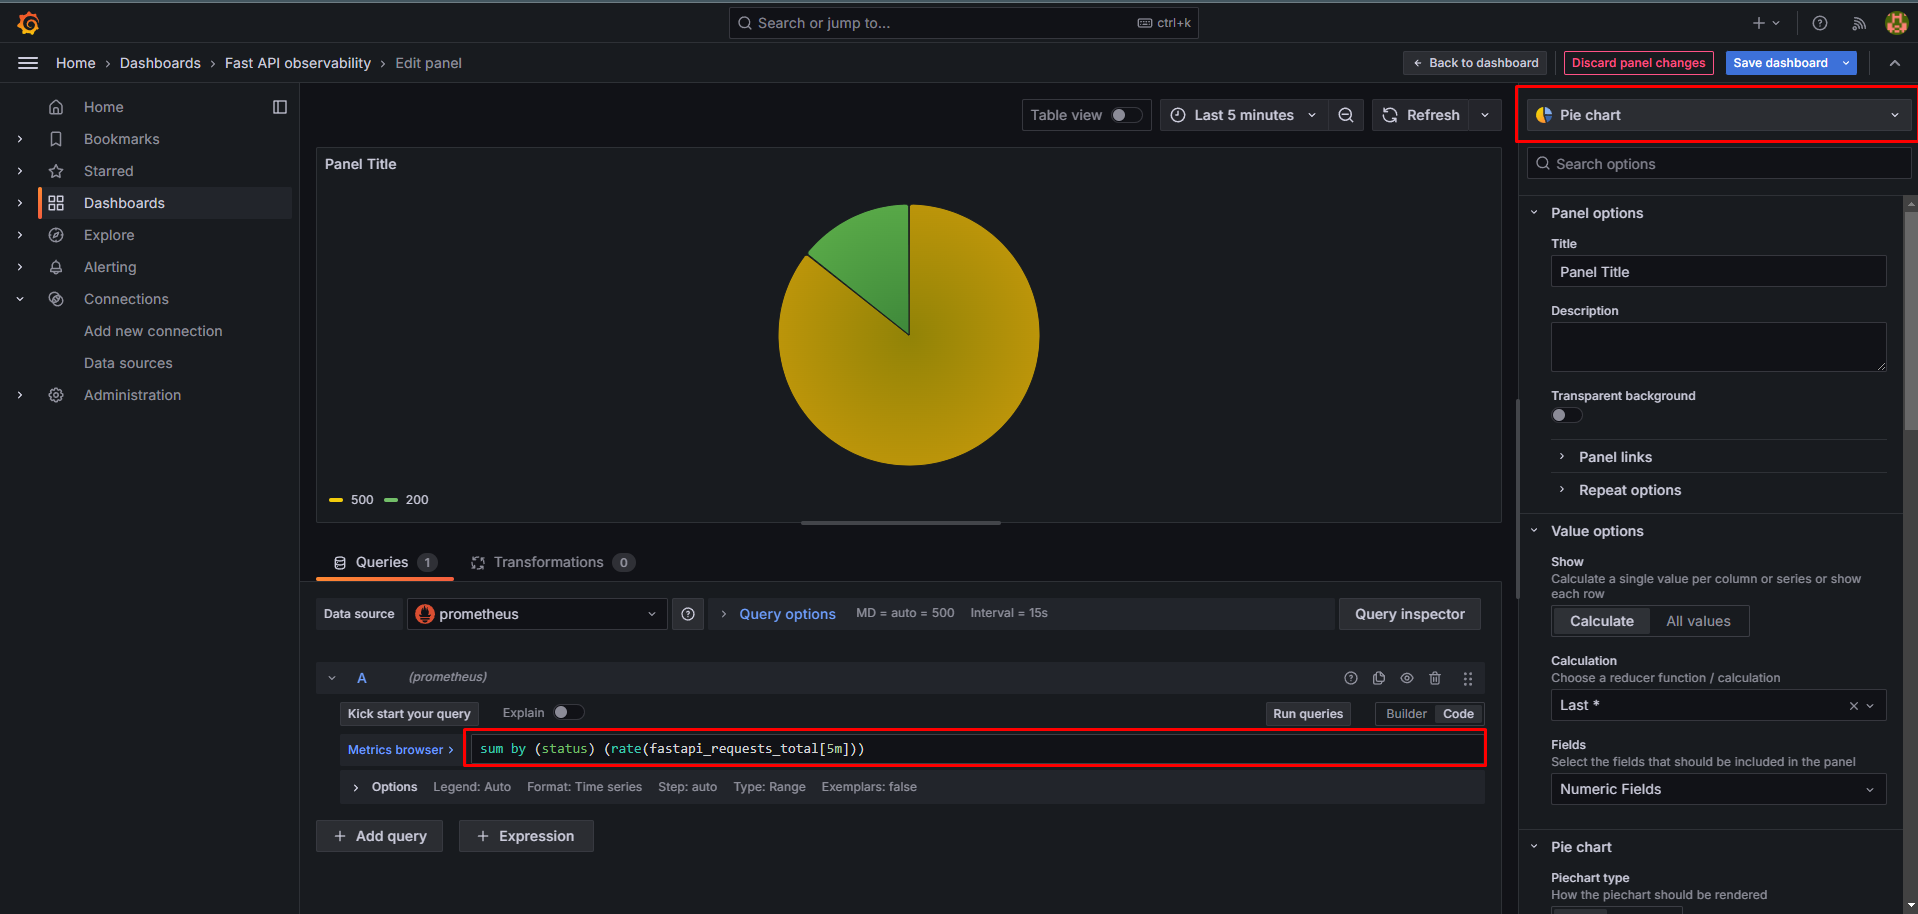 Search or jump to... ctrl+k
Home › Dashboards › Fast API observability › Edit panel
Back to dashboard Discard panel changes Save dashboard
Home
Bookmarks
Starred
Dashboards
Explore
Alerting
Connections
Add new connection
Data sources
Administration
Table view Last 5 minutes Refresh
Panel Title
500 200
Queries 1 Transformations 0
Data source prometheus Query options MD = auto = 500 Interval = 15s Query inspector
A (prometheus)
Kick start your query Explain Run queries Builder Code
Metrics browser › sum by (status) (rate(fastapi_requests_total[5m]))
Options Legend: Auto Format: Time series Step: auto Type: Range Exemplars: false
+ Add query + Expression
Pie chart
Search options
Panel options
Title
Panel Title
Description
Transparent background
Panel links
Repeat options
Value options
Show
Calculate a single value per column or series or show
each row
Calculate All values
Calculation
Choose a reducer function / calculation
Last *
Fields
Select the fields that should be included in the panel
Numeric Fields
Pie chart
Piechart type
How the piechart should be rendered